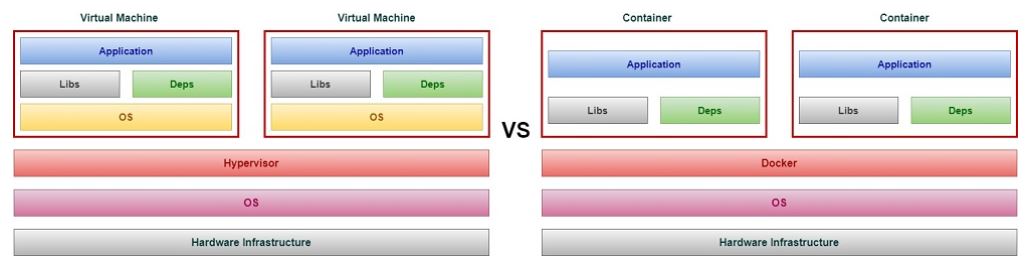 Virtual Machine Virtual Machine Container Container
Application Application Application Application
Libs Deps Libs Deps Libs Deps Libs Deps
OS OS
VS
Hypervisor Docker
OS OS
Hardware Infrastructure Hardware Infrastructure